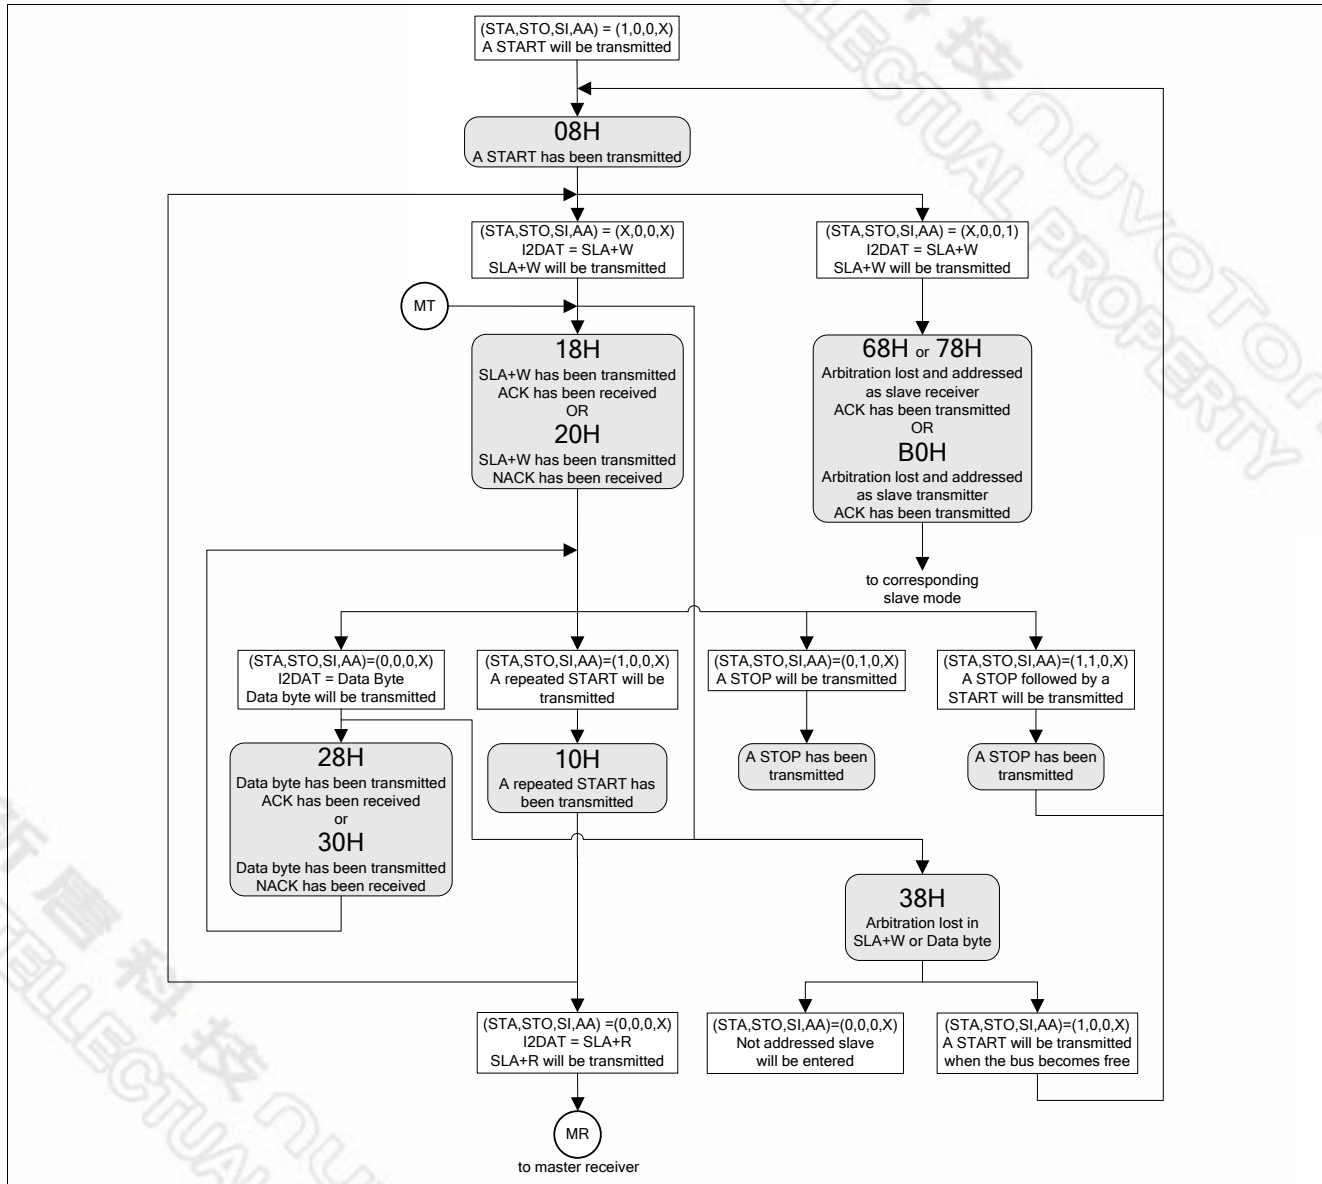 (STA,STO,SI,AA) = (1,0,0,X)
A START will be transmitted
08H
A START has been transmitted
(STA,STO,SI,AA) = (X,0,0,X)
I2DAT = SLA+W
SLA+W will be transmitted
(STA,STO,SI,AA) = (X,0,0,1)
I2DAT = SLA+W
SLA+W will be transmitted
MT
18H
SLA+W has been transmitted
ACK has been received
OR
20H
SLA+W has been transmitted
NACK has been received
68H or 78H
Arbitration lost and addressed
as slave receiver
ACK has been transmitted
OR
B0H
Arbitration lost and addressed
as slave transmitter
ACK has been transmitted
to corresponding
slave mode
(STA,STO,SI,AA)=(0,0,0,X)
I2DAT = Data Byte
Data byte will be transmitted
(STA,STO,SI,AA)=(1,0,0,X)
A repeated START will be
transmitted
(STA,STO,SI,AA)=(0,1,0,X)
A STOP will be transmitted
(STA,STO,SI,AA)=(1,1,0,X)
A STOP followed by a
START will be transmitted
28H
Data byte has been transmitted
ACK has been received
or
30H
Data byte has been transmitted
NACK has been received
10H
A repeated START has
been transmitted
A STOP has been
transmitted
A STOP has been
transmitted
38H
Arbitration lost in
SLA+W or Data byte
(STA,STO,SI,AA) =(0,0,0,X)
I2DAT = SLA+R
SLA+R will be transmitted
(STA,STO,SI,AA)=(0,0,0,X)
Not addressed slave
will be entered
(STA,STO,SI,AA)=(1,0,0,X)
A START will be transmitted
when the bus becomes free
MR
to master receiver
科技 nuvoton
LECTUAL PROPERTY
新唐科技 nu
TELLECTUAL